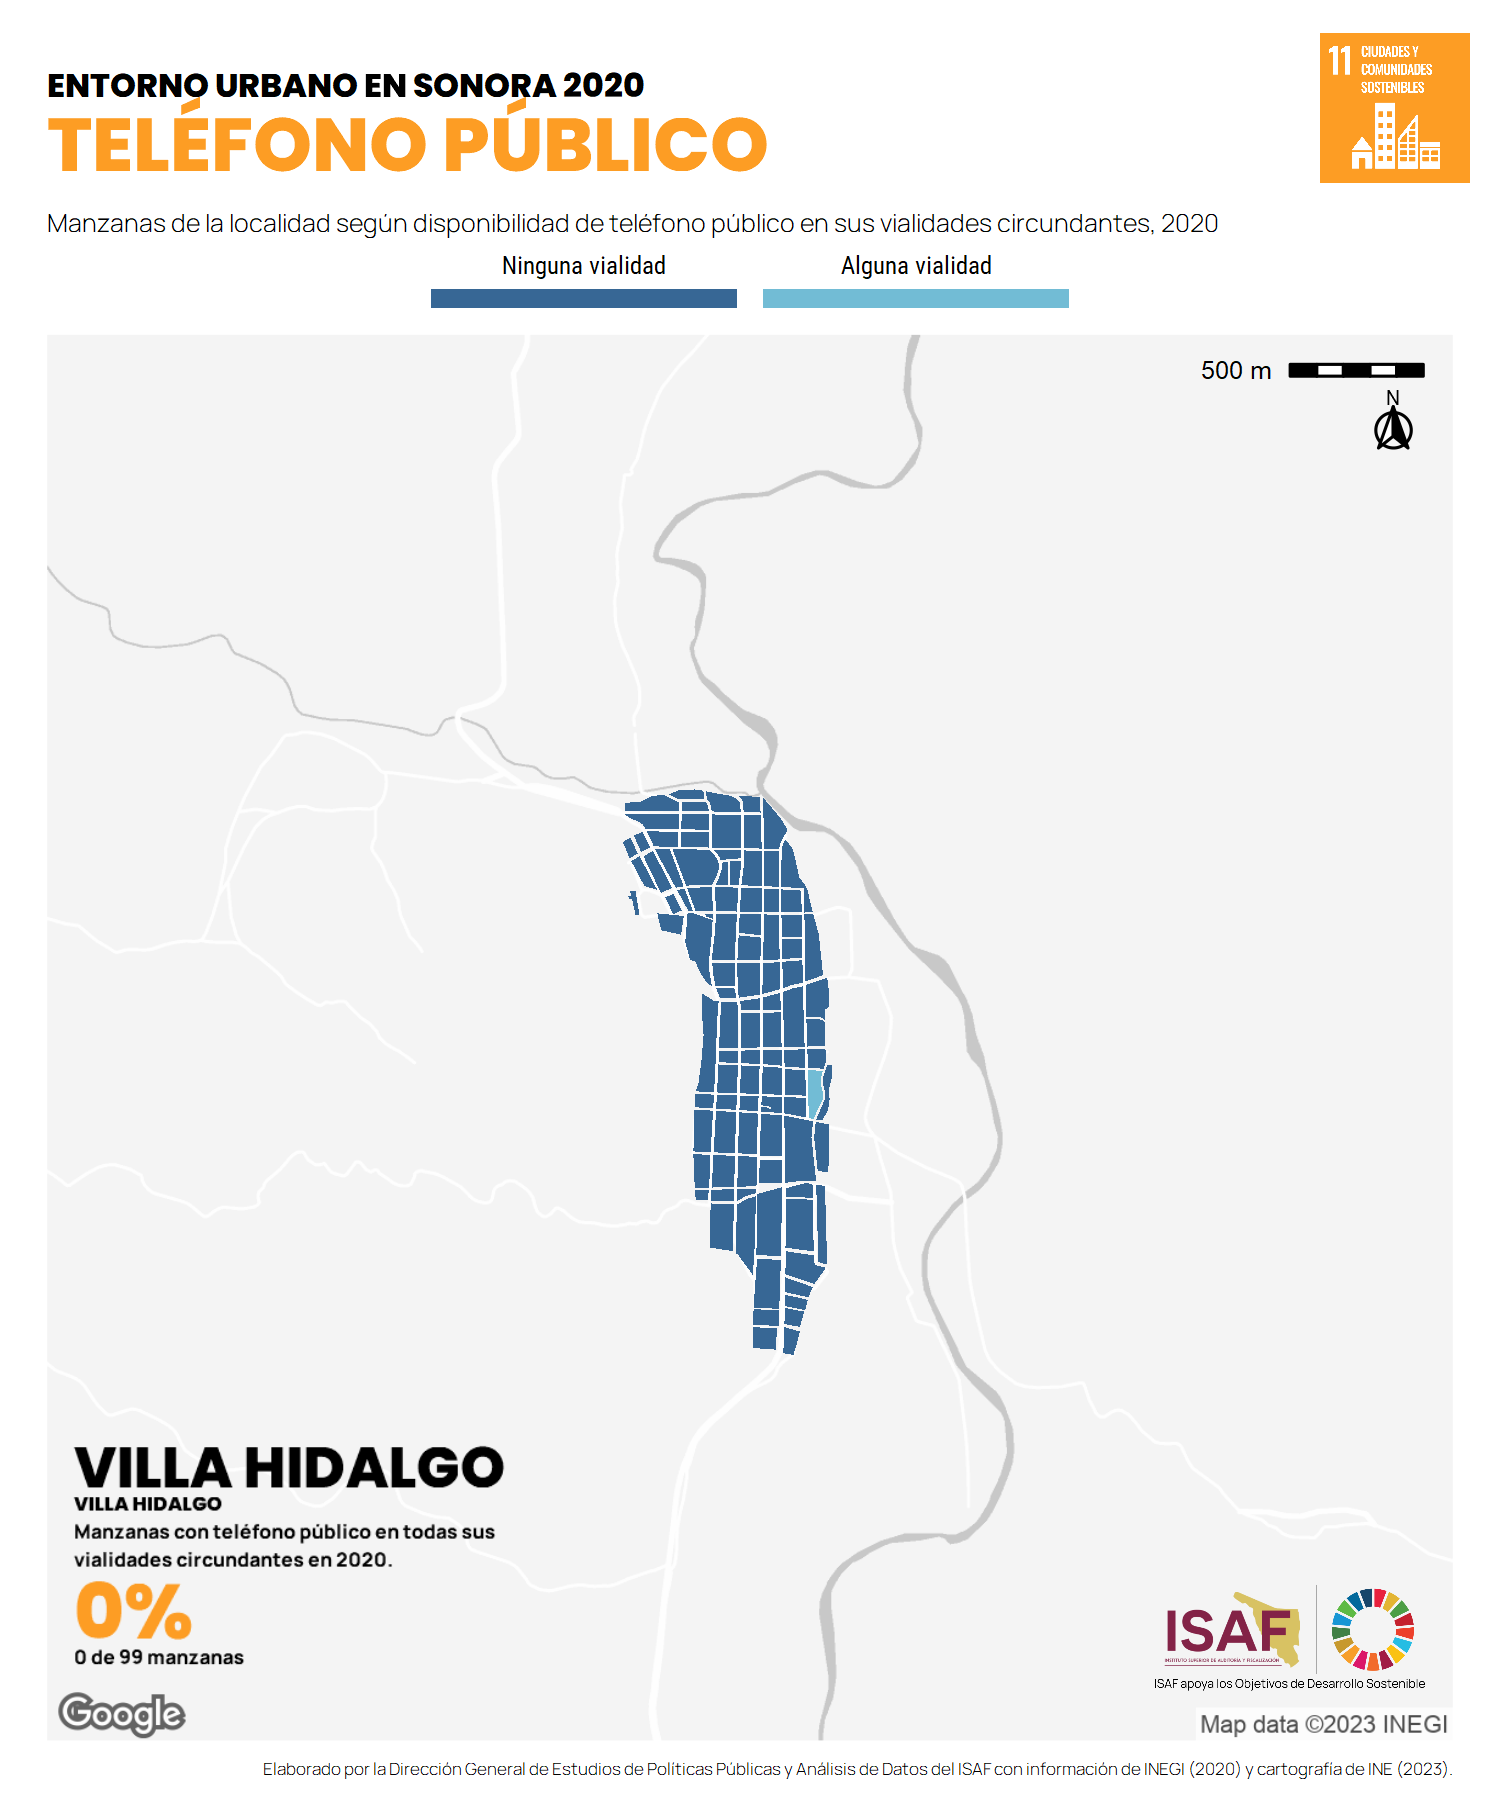 ENTORNO URBANO EN SONORA 2020
TELÉFONO PÚBLICO
11 CIUDADES Y
COMUNIDADES
SOSTENIBLES
Manzanas de la localidad según disponibilidad de teléfono público en sus vialidades circundantes, 2020
Ninguna vialidad
Alguna vialidad
500 m
N
VILLA HIDALGO
VILLA HIDALGO
Manzanas con teléfono público en todas sus
vialidades circundantes en 2020.
0%
0 de 99 manzanas
Google
ISAF
INSTITUTO SUPERIOR DE AUDITORÍA Y FISCALIZACIÓN
ISAF apoya los Objetivos de Desarrollo Sostenible
Map data ©2023 INEGI
Elaborado por la Dirección General de Estudios de Políticas Públicas y Análisis de Datos del ISAF con información de INEGI (2020) y cartografía de INE (2023).